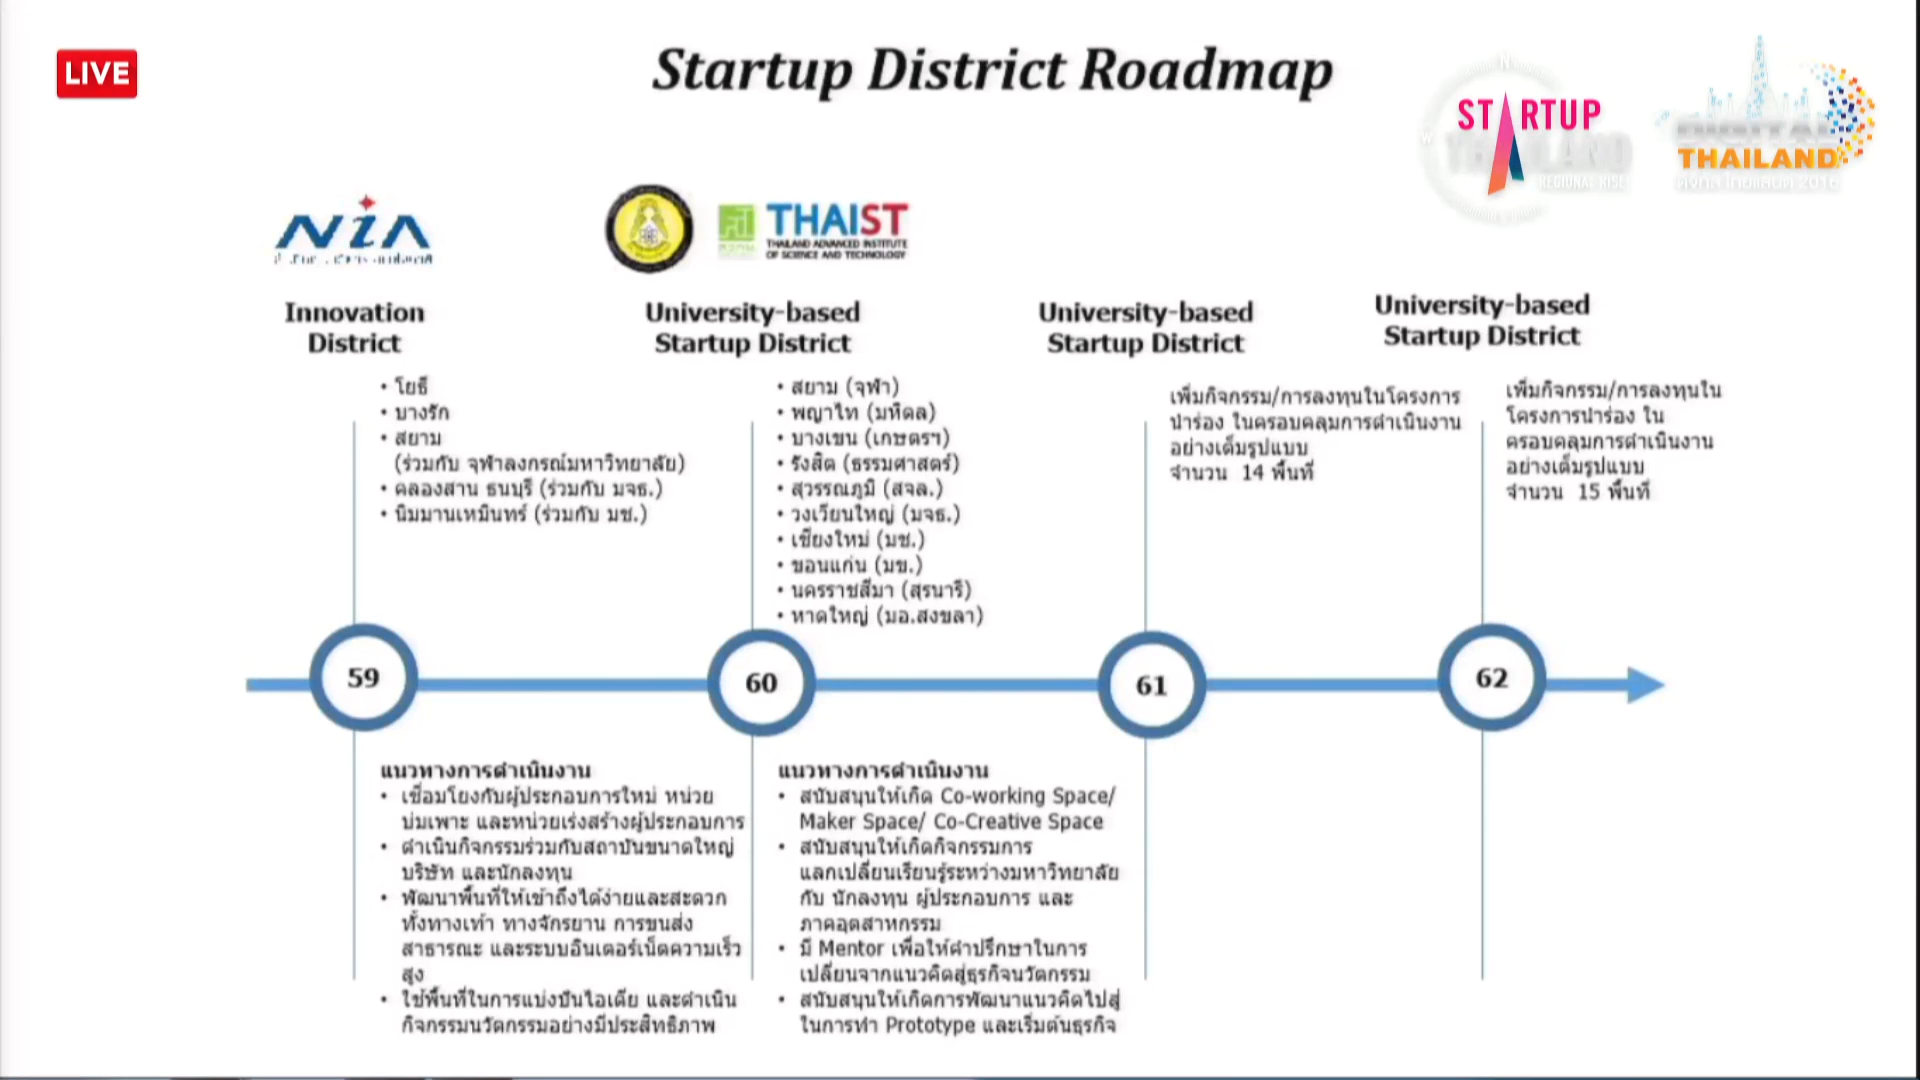 LIVE
Startup District Roadmap
STARTUP
THAILAND
REGIONAL RISE
DIGITAL
THAILAND
ดิจิทัลไทยแลนด์ 2016
NiA
THAIST
THAILAND ADVANCED INSTITUTE
OF SCIENCE AND TECHNOLOGY
Innovation
District
• โยธี
• บางรัก
• สยาม
(ร่วมกับ จุฬาลงกรณ์มหาวิทยาลัย)
• คลองสาน ธนบุรี (ร่วมกับ มจธ.)
• นิมมานเหมินทร์ (ร่วมกับ มช.)
University-based
Startup District
• สยาม (จุฬา)
• พญาไท (มหิดล)
• บางเขน (เกษตรฯ)
• รังสิต (ธรรมศาสตร์)
• สุวรรณภูมิ (สจล.)
• วงเวียนใหญ่ (มจธ.)
• เชียงใหม่ (มช.)
• ขอนแก่น (มข.)
• นครราชสีมา (สุรนารี)
• หาดใหญ่ (มอ.สงขลา)
University-based
Startup District
เพิ่มกิจกรรม/การลงทุนในโครงการ
นำร่อง ในครอบคลุมการดำเนินงาน
อย่างเต็มรูปแบบ
จำนวน 14 พื้นที่
University-based
Startup District
เพิ่มกิจกรรม/การลงทุนใน
โครงการนำร่อง ใน
ครอบคลุมการดำเนินงาน
อย่างเต็มรูปแบบ
จำนวน 15 พื้นที่
59
60
61
62
แนวทางการดำเนินงาน
• เชื่อมโยงกับผู้ประกอบการใหม่ หน่วย
บ่มเพาะ และหน่วยเร่งสร้างผู้ประกอบการ
• ดำเนินกิจกรรมร่วมกับสถาบันขนาดใหญ่
บริษัท และนักลงทุน
• พัฒนาพื้นที่ให้เข้าถึงได้ง่ายและสะดวก
ทั้งทางเท้า ทางจักรยาน การขนส่ง
สาธารณะ และระบบอินเตอร์เน็ตความเร็ว
สูง
• ใช้พื้นที่ในการแบ่งปันไอเดีย และดำเนิน
กิจกรรมนวัตกรรมอย่างมีประสิทธิภาพ
แนวทางการดำเนินงาน
• สนับสนุนให้เกิด Co-working Space/
Maker Space/ Co-Creative Space
• สนับสนุนให้เกิดกิจกรรมการ
แลกเปลี่ยนเรียนรู้ระหว่างมหาวิทยาลัย
กับ นักลงทุน ผู้ประกอบการ และ
ภาคอุตสาหกรรม
• มี Mentor เพื่อให้คำปรึกษาในการ
เปลี่ยนจากแนวคิดสู่ธุรกิจนวัตกรรม
• สนับสนุนให้เกิดการพัฒนาแนวคิดไปสู่
ในการทำ Prototype และเริ่มต้นธุรกิจ